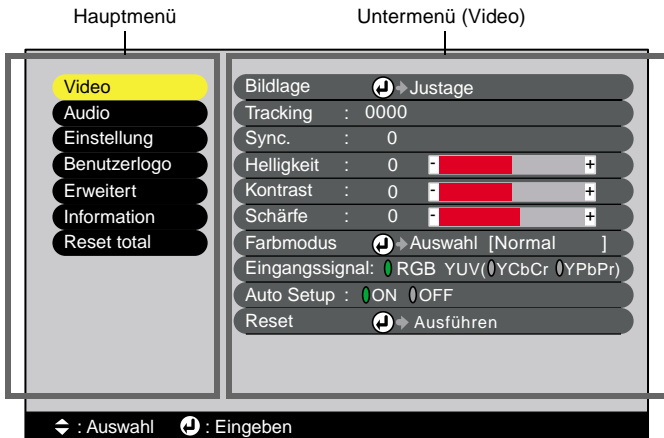 Hauptmenü
Untermenü (Video)
Video
Audio
Einstellung
Benutzerlogo
Erweitert
Information
Reset total
Bildlage Justage
Tracking : 0000
Sync. : 0
Helligkeit : 0 - +
Kontrast : 0 - +
Schärfe : 0 - +
Farbmodus Auswahl [Normal ]
Eingangssignal: RGB YUV( YCbCr YPbPr)
Auto Setup : ON OFF
Reset Ausführen
: Auswahl : Eingeben